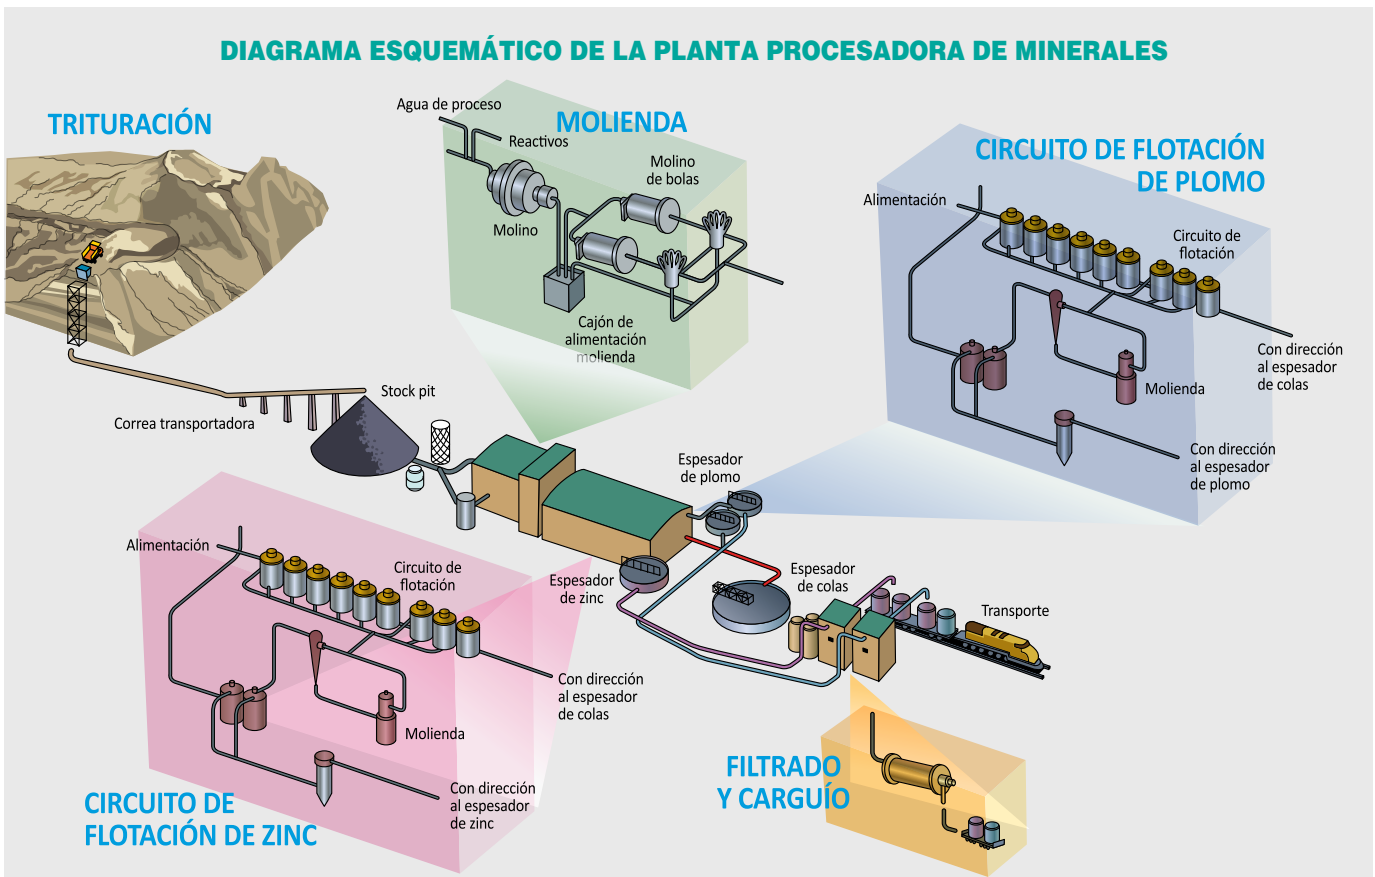 DIAGRAMA ESQUEMÁTICO DE LA PLANTA PROCESADORA DE MINERALES
TRITURACIÓN
Correa transportadora
Stock pit
Agua de proceso
MOLIENDA
Reactivos
Molino
de bolas
Molino
Cajón de
alimentación
molienda
CIRCUITO DE FLOTACIÓN
DE PLOMO
Alimentación
Circuito de
flotación
Con dirección
al espesador
de colas
Molienda
Con dirección
al espesador
de plomo
Espesador
de plomo
Espesador
de zinc
Espesador
de colas
Transporte
Alimentación
Circuito de
flotación
Con dirección
al espesador
de colas
Molienda
Con dirección
al espesador
de zinc
CIRCUITO DE
FLOTACIÓN DE ZINC
FILTRADO
Y CARGUÍO